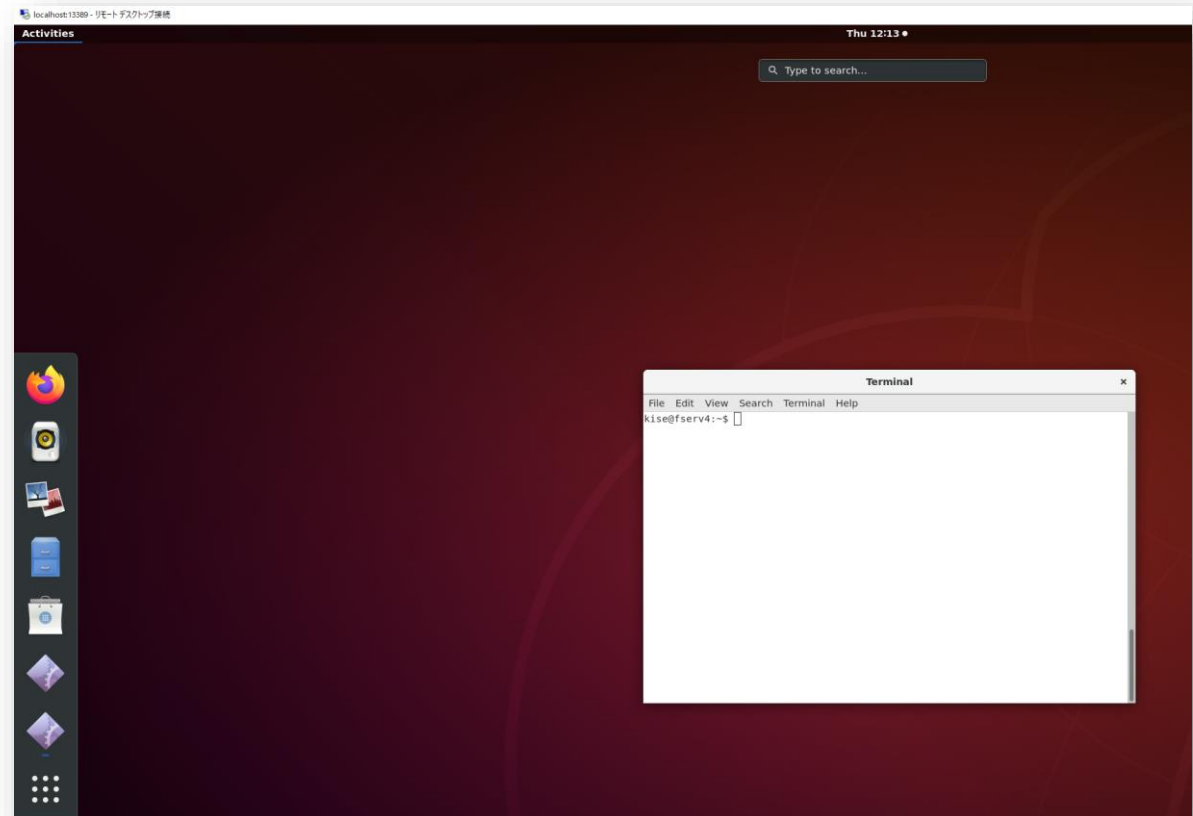 localhost:13389 - リモート デスクトップ接続
Activities
Thu 12:13
Type to search...
Terminal
File Edit View Search Terminal Help
kise@fserv4:~$